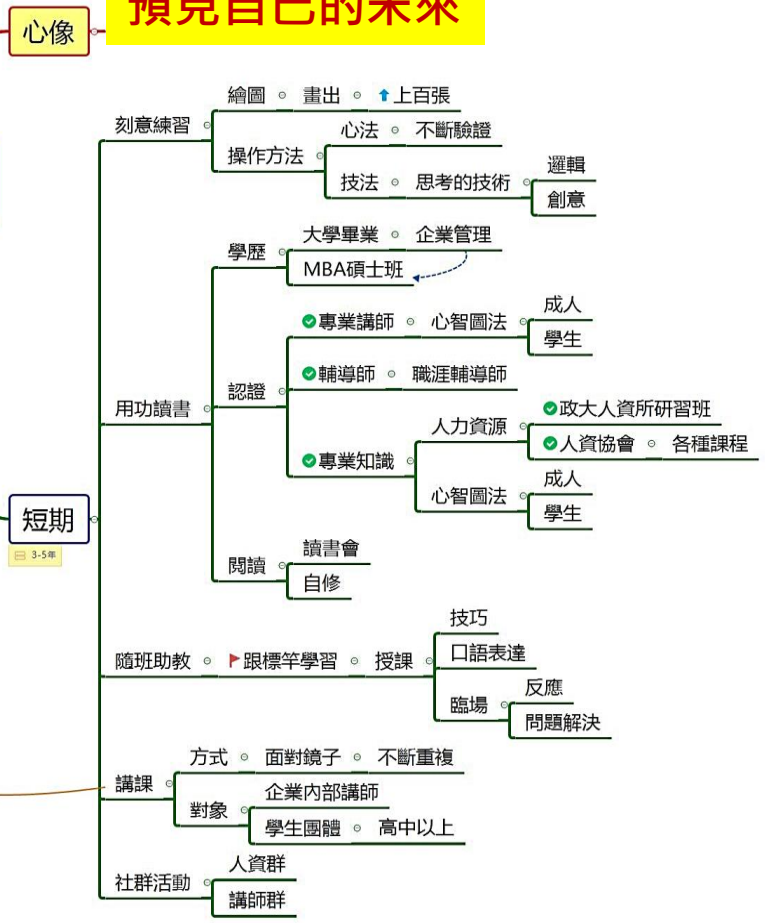 預見自己的未來
心像
繪圖 畫出 上百張
刻意練習
心法 不斷驗證
操作方法
技法 思考的技術
邏輯
創意
學歷
大學畢業 企業管理
MBA碩士班
用功讀書
認證
專業講師 心智圖法
成人
學生
輔導師 職涯輔導師
專業知識
人力資源
政大人資所研習班
人資協會 各種課程
心智圖法
成人
學生
閱讀
讀書會
自修
短期
3-5年
隨班助教 跟標竿學習 授課
技巧
口語表達
臨場
反應
問題解決
講課
方式 面對鏡子 不斷重複
對象
企業內部講師
學生團體 高中以上
社群活動
人資群
講師群